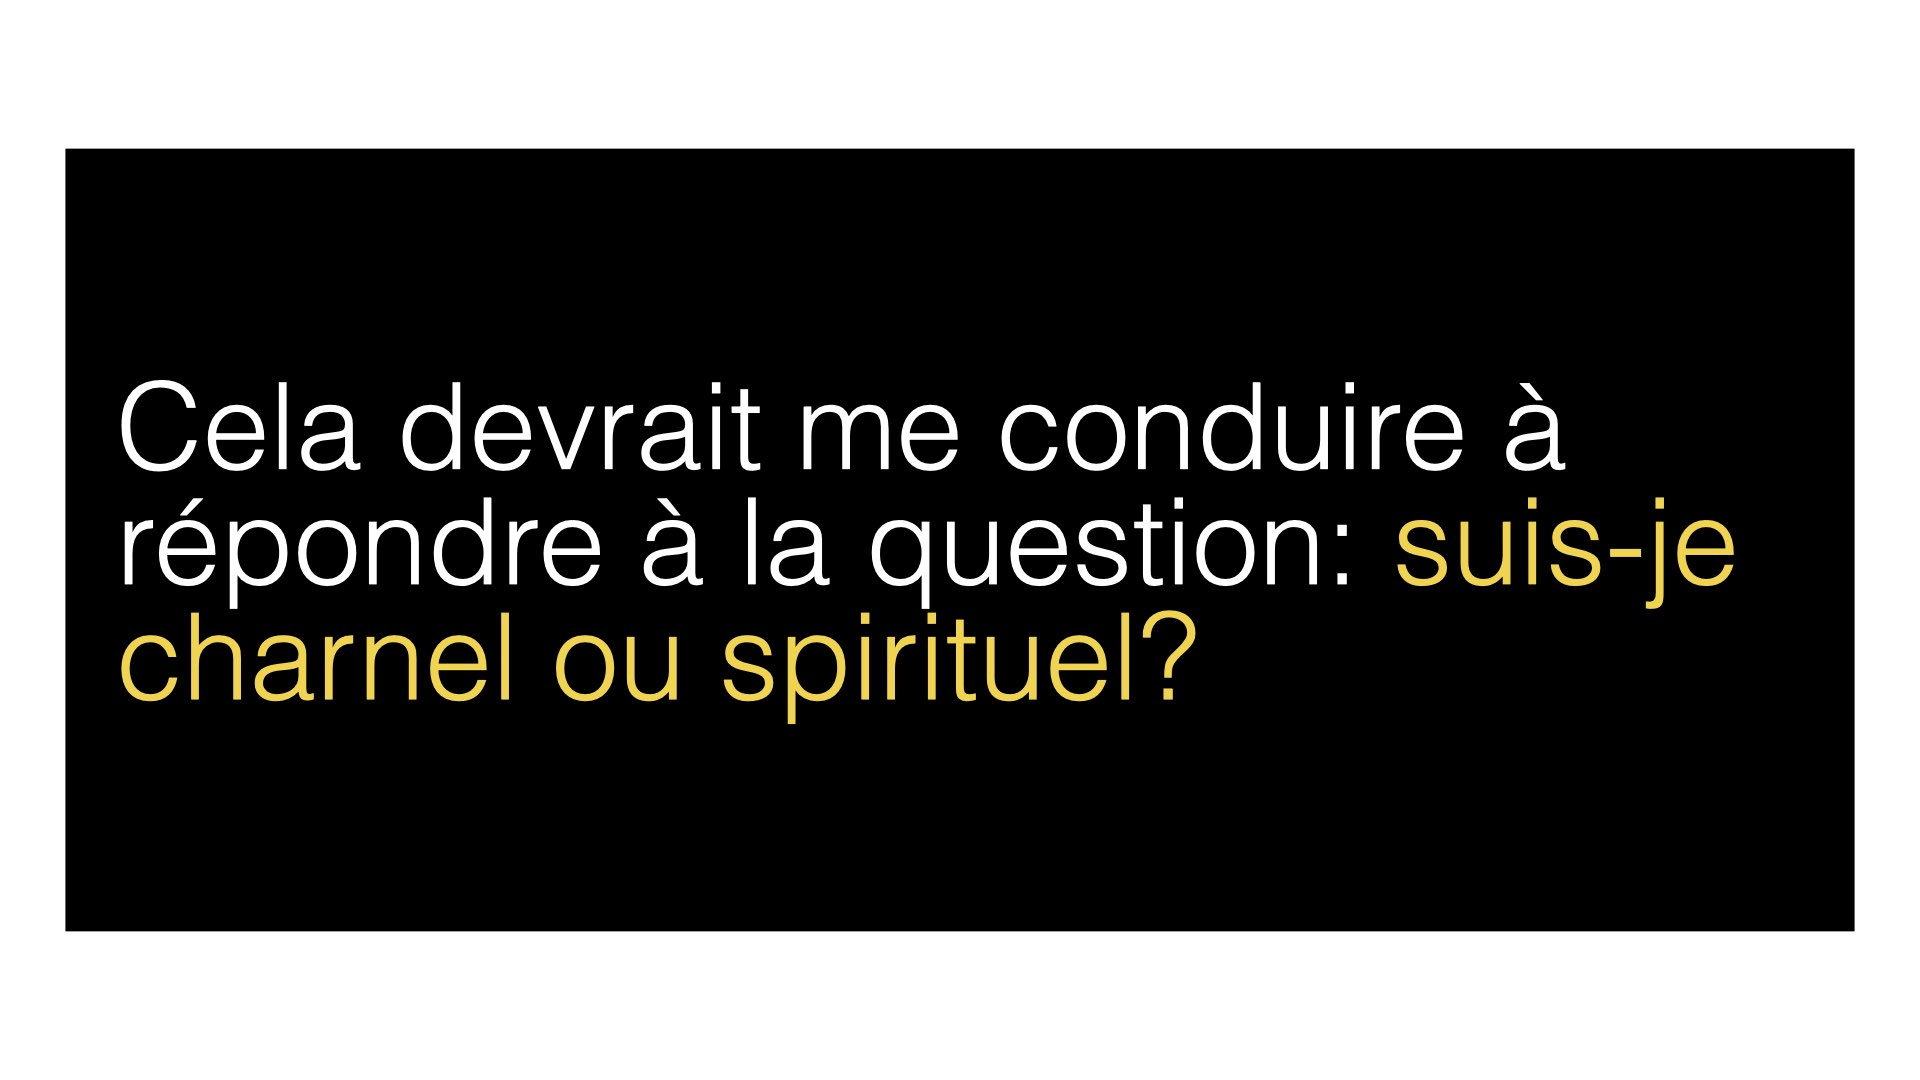 Cela devrait me conduire à
répondre à la question: suis-je
charnel ou spirituel?